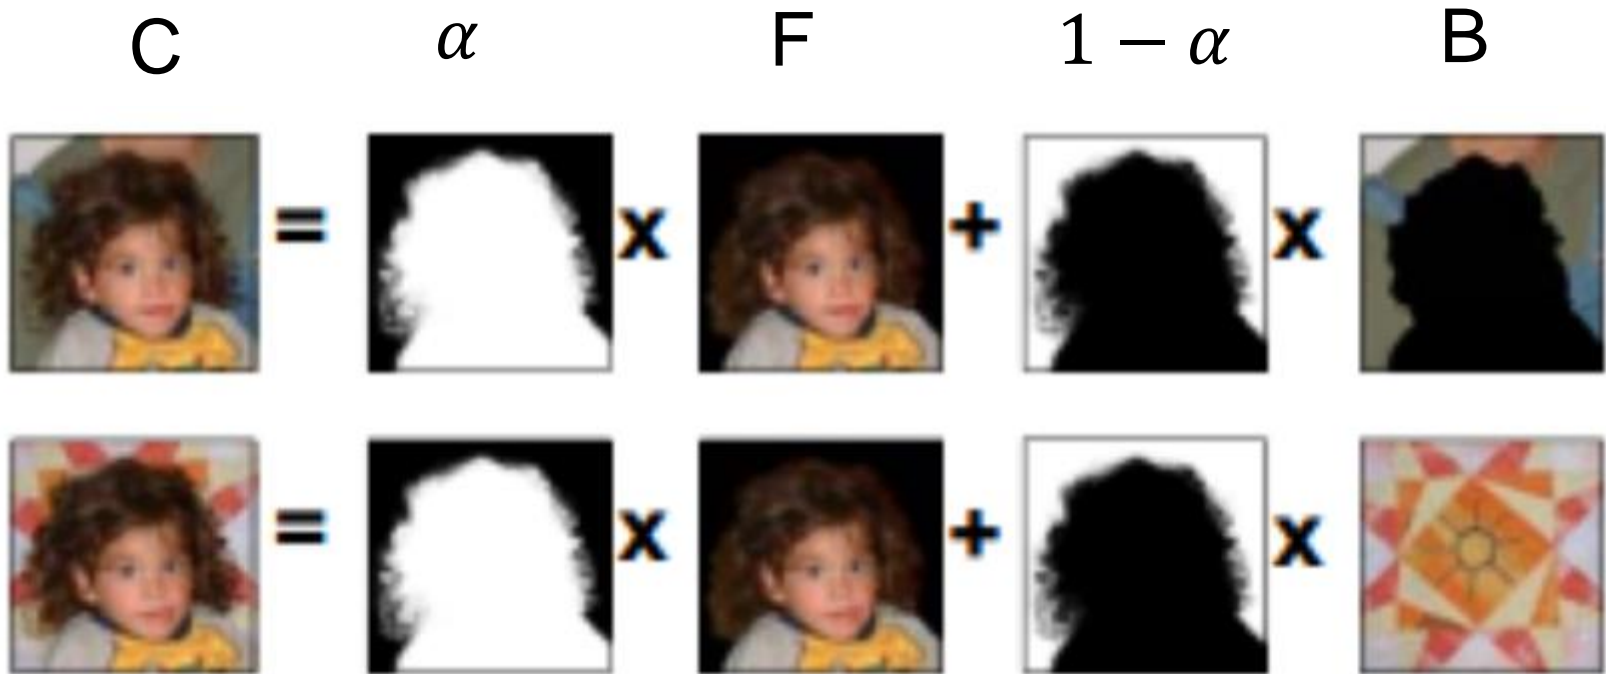 C α F 1 − α B
= x + x
= x + x